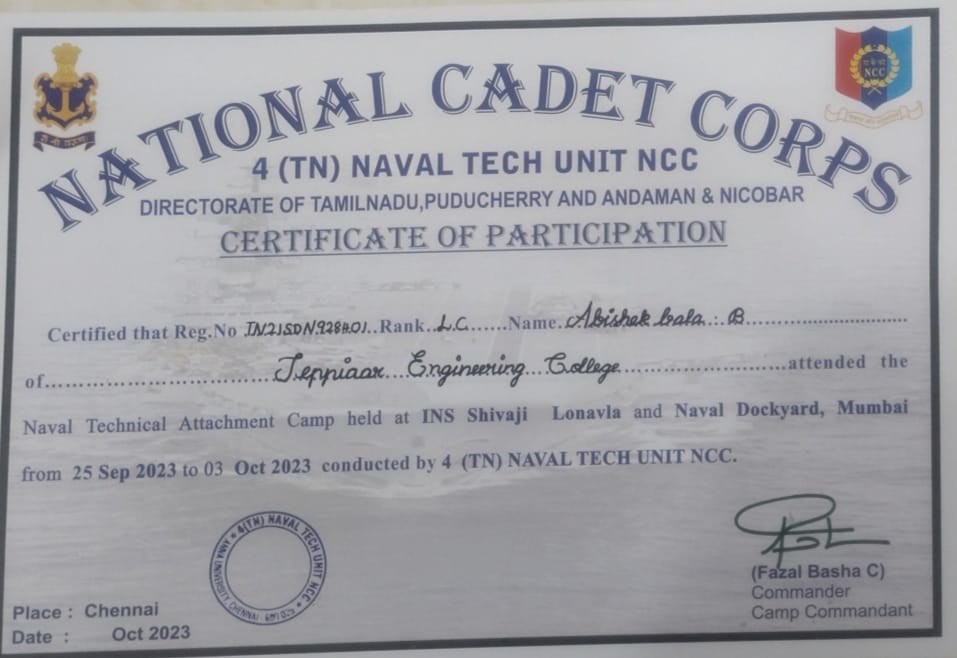 NATIONAL CADET CORPS
NCC
4 (TN) NAVAL TECH UNIT NCC
DIRECTORATE OF TAMILNADU,PUDUCHERRY AND ANDAMAN & NICOBAR
CERTIFICATE OF PARTICIPATION
Certified that Reg.No IN21SDN928401..Rank..L.C......Name..Abishek bala : B...............................
of................................Jeppiaar...Engineering...College.......................attended the
Naval Technical Attachment Camp held at INS Shivaji Lonavla and Naval Dockyard, Mumbai
from 25 Sep 2023 to 03 Oct 2023 conducted by 4 (TN) NAVAL TECH UNIT NCC.
★ 4(TN) NAVAL TECH UNIT NCC ★
ANNA UNIVERSITY, CHENNAI - 600 025
(Fazal Basha C)
Commander
Camp Commandant
Place : Chennai
Date : Oct 2023